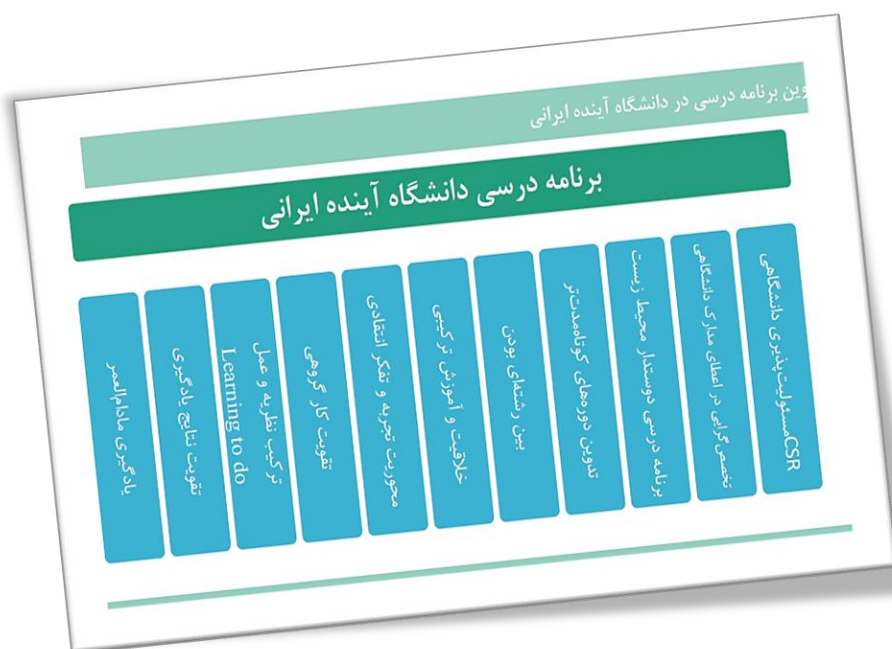 وین برنامه درسی در دانشگاه آینده ایرانی
برنامه درسی دانشگاه آینده ایرانی
CSRمسئولیت‌پذیری دانشگاهی
تخصص گرایی در اعطای مدارک دانشگاهی
برنامه درسی دوستدار محیط زیست
تدوین دوره‌های کوتاه‌مدت‌تر
بین رشته‌ای بودن
خلاقیت و آموزش ترکیبی
محوریت تجربه و تفکر انتقادی
تقویت کار گروهی
ترکیب نظریه و عمل
Learning to do
تقویت نتایج یادگیری
یادگیری مادام‌العمر